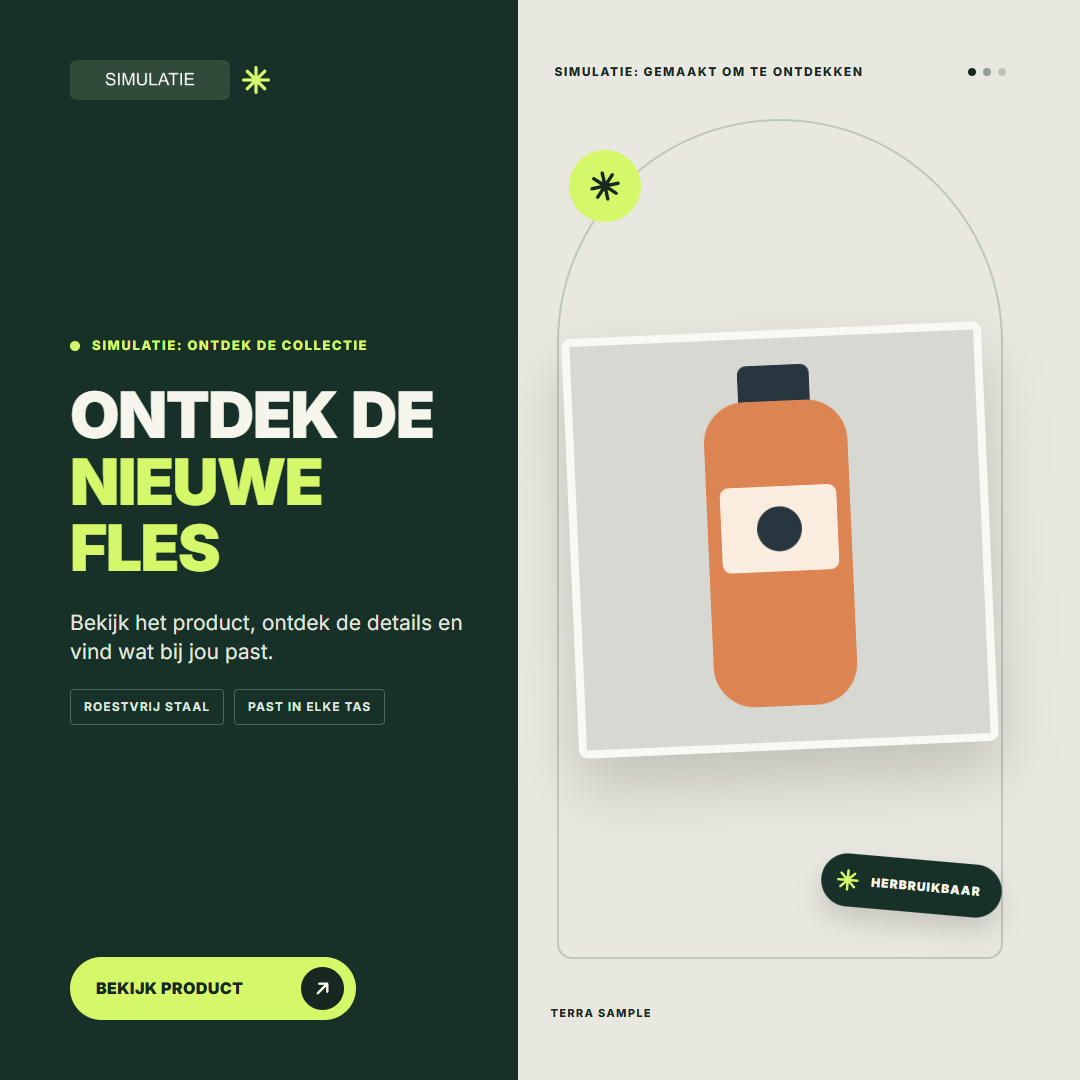 SIMULATIE
SIMULATIE: ONTDEK DE COLLECTIE
ONTDEK DE
NIEUWE
FLES
Bekijk het product, ontdek de details en
vind wat bij jou past.
ROESTVRIJ STAAL
PAST IN ELKE TAS
BEKIJK PRODUCT
SIMULATIE: GEMAAKT OM TE ONTDEKKEN
HERBRUIKBAAR
TERRA SAMPLE